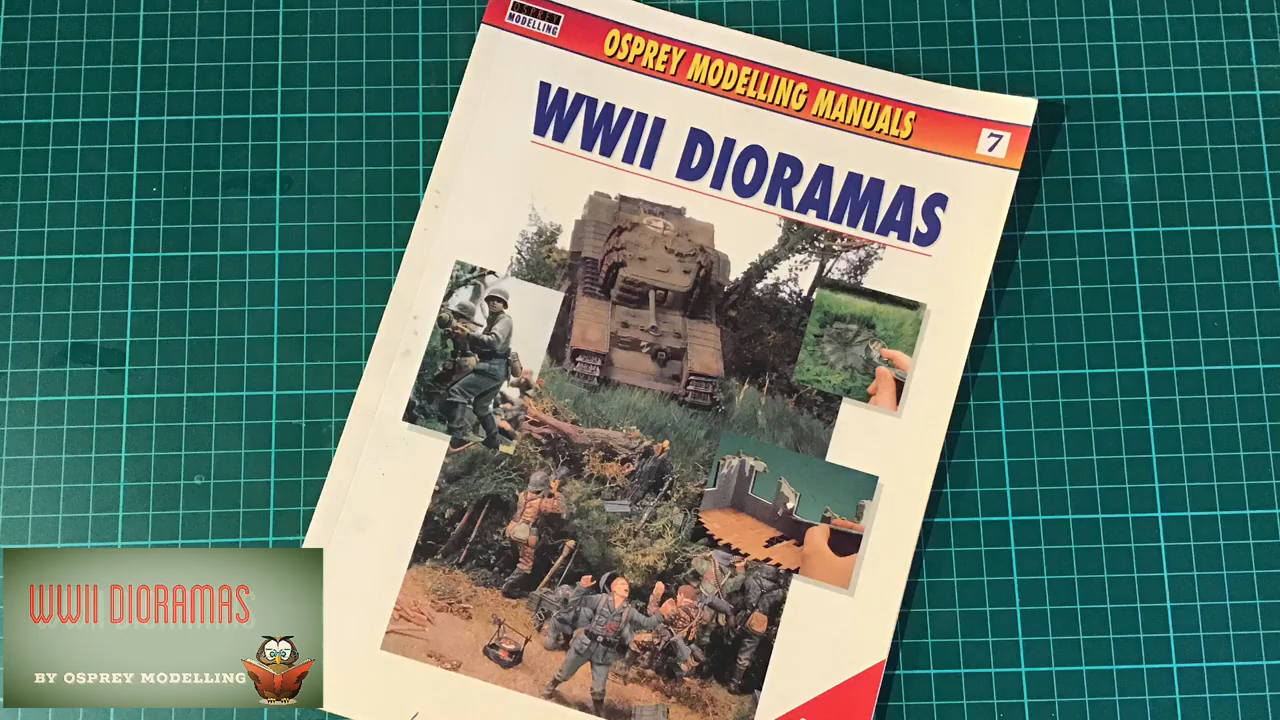 OSPREY
MODELLING
OSPREY MODELLING MANUALS
7
WWII DIORAMAS
WWII DIORAMAS
BY OSPREY MODELLING